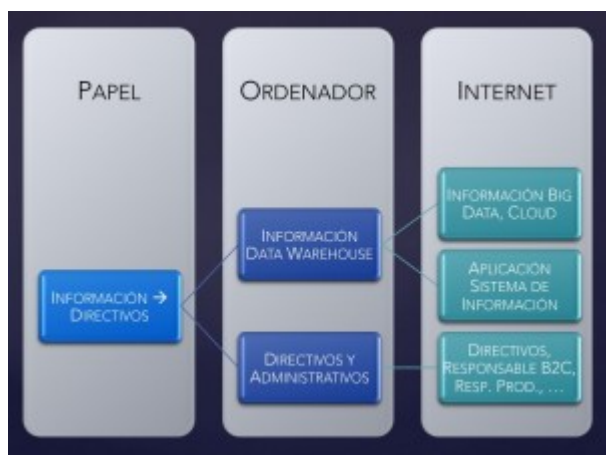 PAPEL
ORDENADOR
INTERNET
INFORMACIÓN →
DIRECTIVOS
INFORMACIÓN
DATA WAREHOUSE
DIRECTIVOS Y
ADMINISTRATIVOS
INFORMACIÓN BIG
DATA, CLOUD
APLICACIÓN
SISTEMA DE
INFORMACIÓN
DIRECTIVOS,
RESPONSABLE B2C,
RESP. PROD., ...